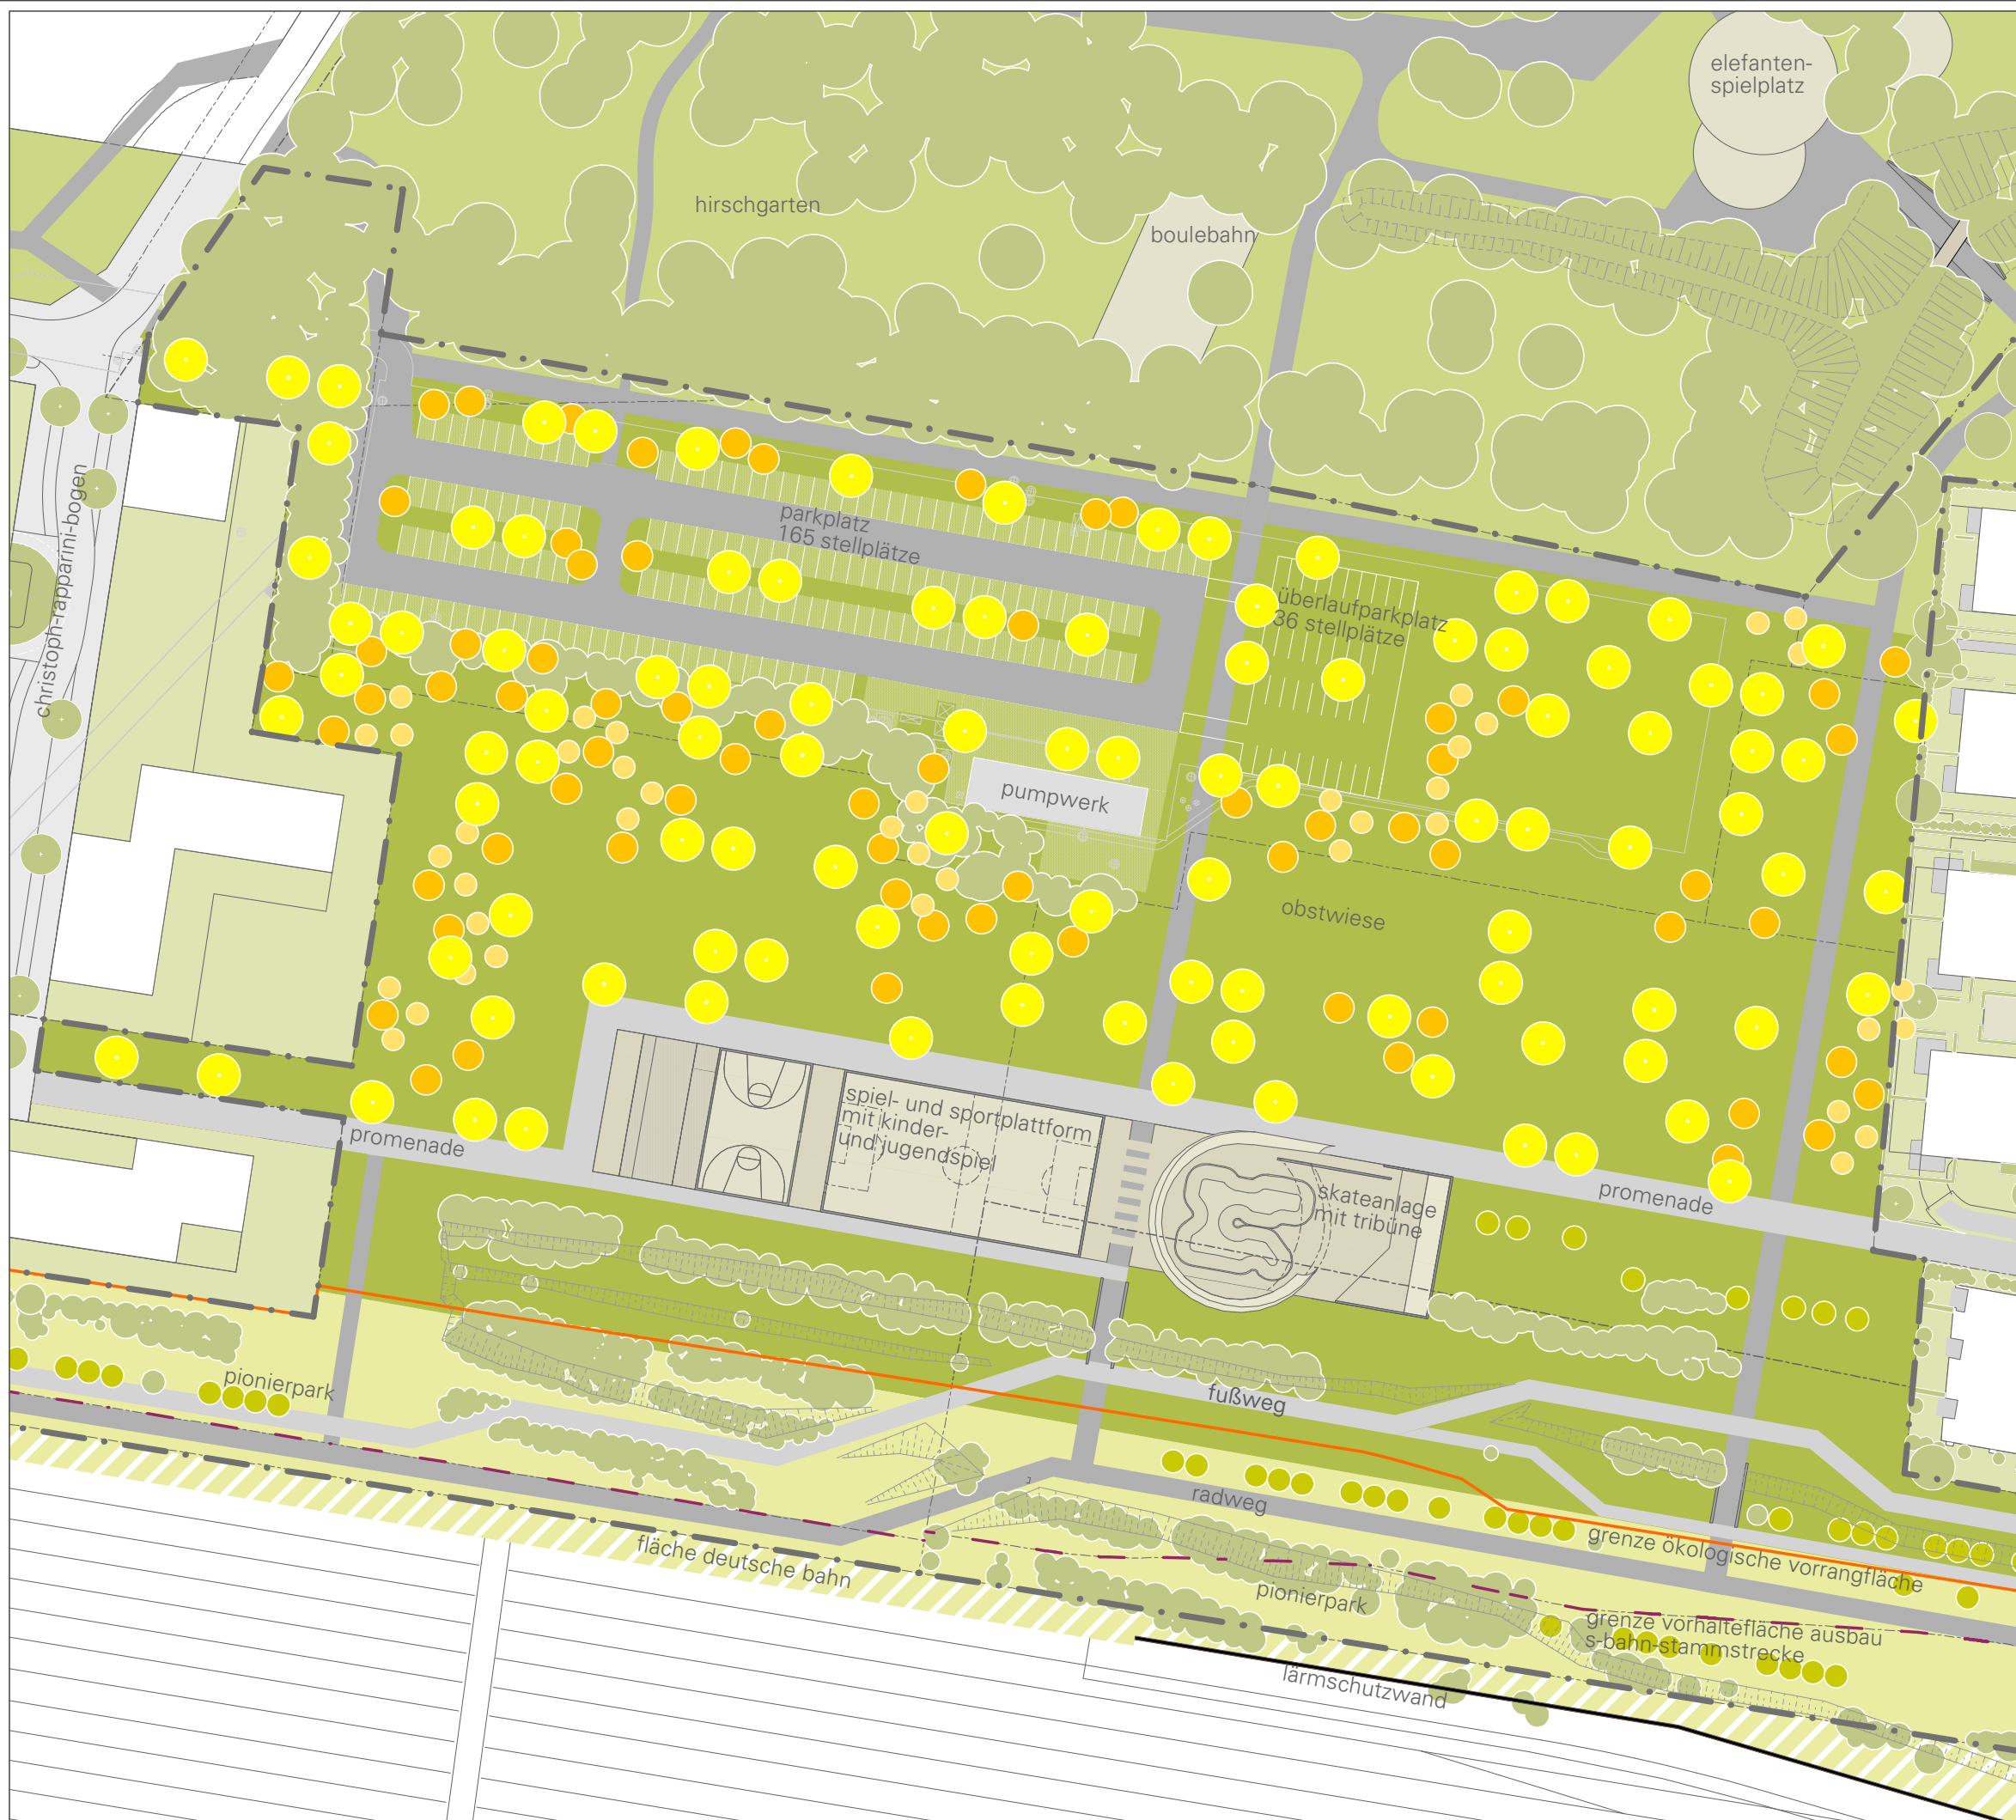 elefanten-
spielplatz
hirschgarten
boulebahn
christoph-rapparini-bogen
parkplatz
165 stellplätze
überlaufparkplatz
36 stellplätze
pumpwerk
obstwiese
spiel- und sportplattform
mit kinder-
und jugendspiel
promenade
skateanlage
mit tribüne
promenade
pionierpark
fußweg
radweg
fläche deutsche bahn
grenze ökologische vorrangfläche
pionierpark
grenze vorhaltefläche ausbau
s-bahn-stammstrecke
lärmschutzwand